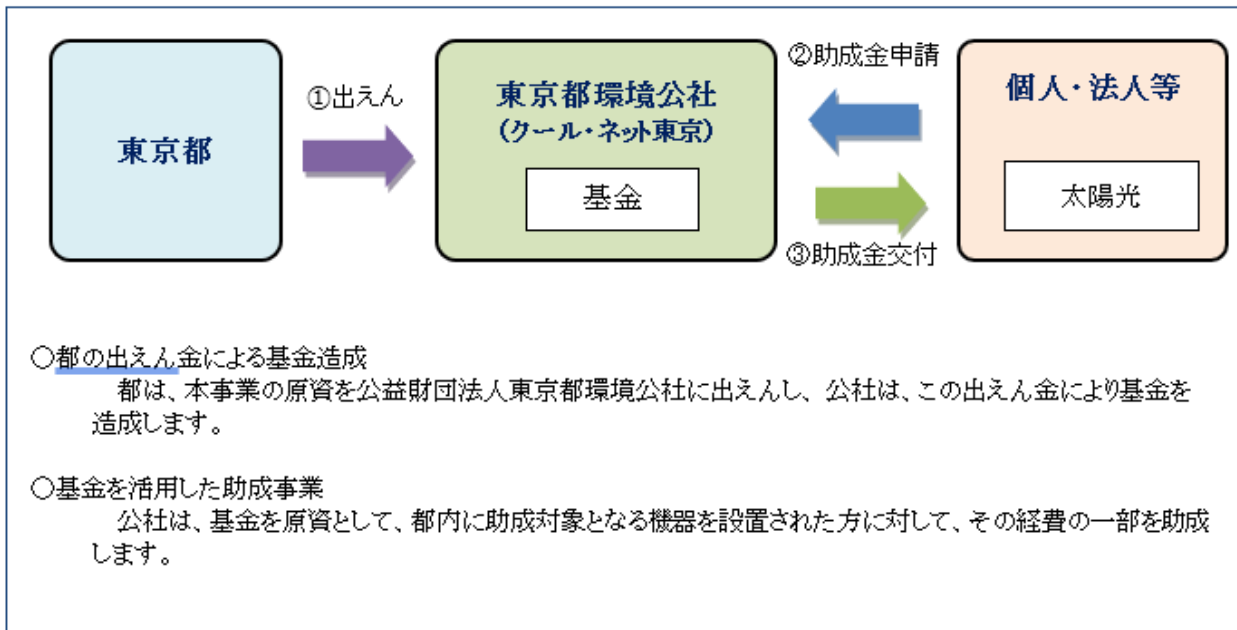 東京都
①出えん
東京都環境公社
(クール・ネット東京)
基金
②助成金申請
③助成金交付
個人・法人等
太陽光
○都の出えん金による基金造成
都は、本事業の原資を公益財団法人東京都環境公社に出えんし、公社は、この出えん金により基金を
造成します。
○基金を活用した助成事業
公社は、基金を原資として、都内に助成対象となる機器を設置された方に対して、その経費の一部を助成
します。